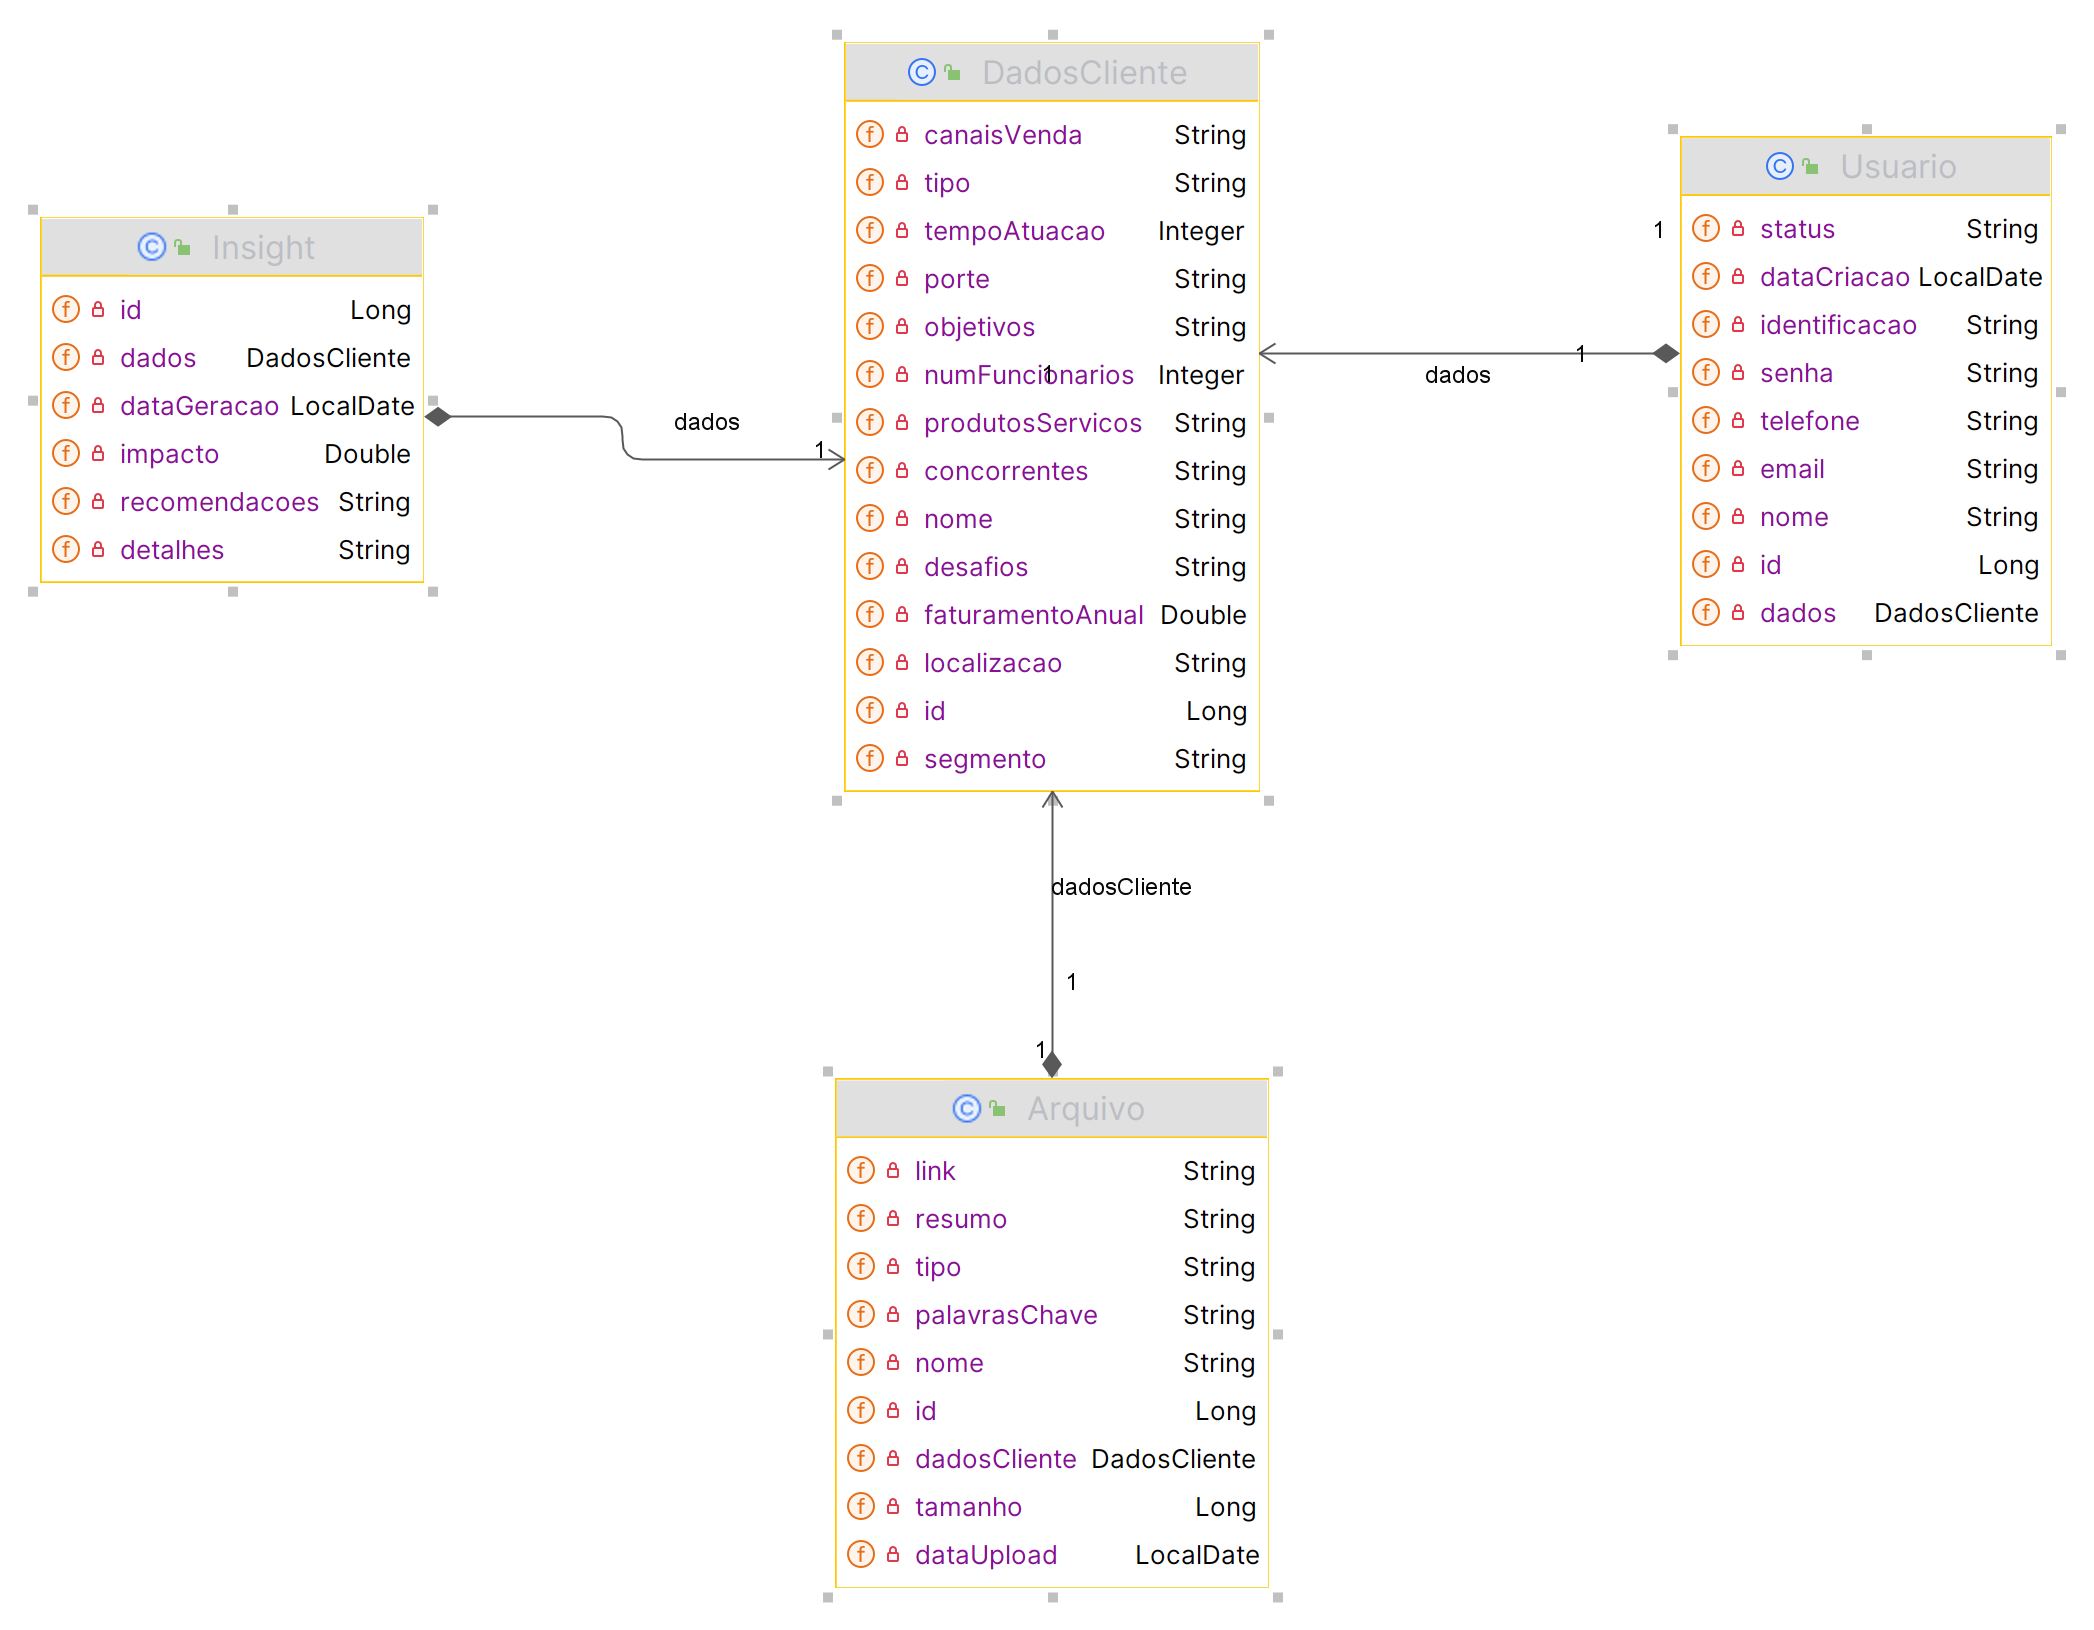 DadosCliente
canaisVenda String
tipo String
tempoAtuacao Integer
porte String
objetivos String
numFuncionarios Integer
1
produtosServicos String
concorrentes String
nome String
desafios String
faturamentoAnual Double
localizacao String
id Long
segmento String
Usuario
status String
dataCriacao LocalDate
identificacao String
senha String
telefone String
email String
nome String
id Long
dados DadosCliente
1
1
dados
Insight
id Long
dados DadosCliente
dataGeracao LocalDate
impacto Double
recomendacoes String
detalhes String
dados
1
dadosCliente
1
1
Arquivo
link String
resumo String
tipo String
palavrasChave String
nome String
id Long
dadosCliente DadosCliente
tamanho Long
dataUpload LocalDate